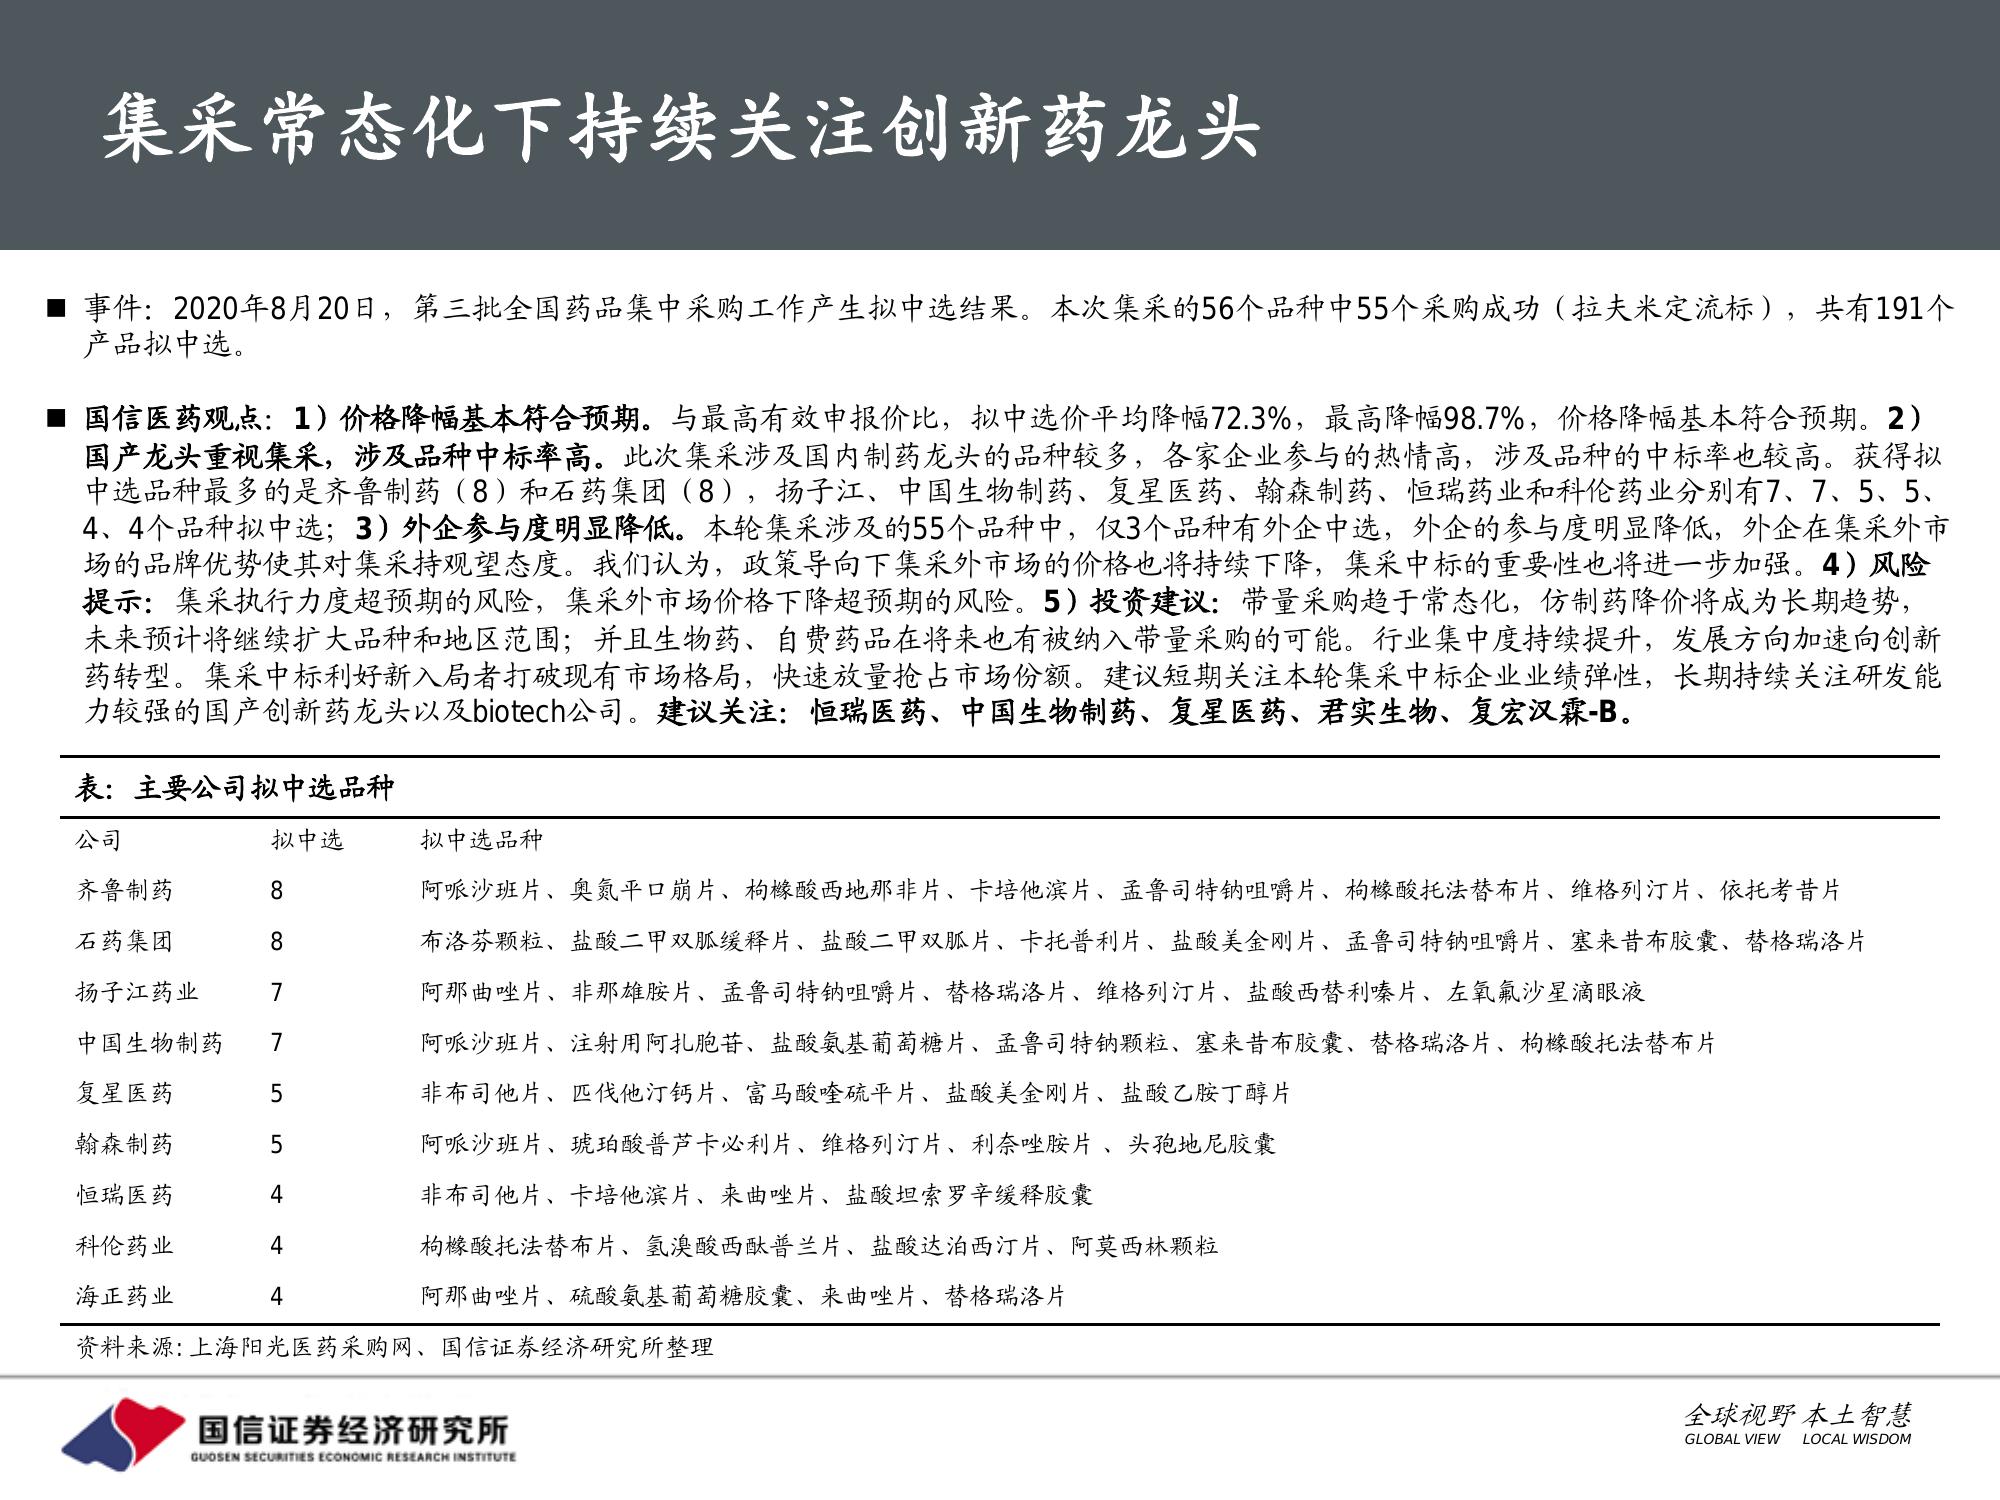 集采常态化下持续关注创新药龙头
■ 事件：2020年8月20日，第三批全国药品集中采购工作产生拟中选结果。本次集采的56个品种中55个采购成功（拉夫米定流标），共有191个
产品拟中选。
■ 国信医药观点：1）价格降幅基本符合预期。与最高有效申报价比，拟中选价平均降幅72.3%，最高降幅98.7%，价格降幅基本符合预期。2）
国产龙头重视集采，涉及品种中标率高。此次集采涉及国内制药龙头的品种较多，各家企业参与的热情高，涉及品种的中标率也较高。获得拟
中选品种最多的是齐鲁制药（8）和石药集团（8），扬子江、中国生物制药、复星医药、翰森制药、恒瑞药业和科伦药业分别有7、7、5、5、
4、4个品种拟中选；3）外企参与度明显降低。本轮集采涉及的55个品种中，仅3个品种有外企中选，外企的参与度明显降低，外企在集采外市
场的品牌优势使其对集采持观望态度。我们认为，政策导向下集采外市场的价格也将持续下降，集采中标的重要性也将进一步加强。4）风险
提示：集采执行力度超预期的风险，集采外市场价格下降超预期的风险。5）投资建议：带量采购趋于常态化，仿制药降价将成为长期趋势，
未来预计将继续扩大品种和地区范围；并且生物药、自费药品在将来也有被纳入带量采购的可能。行业集中度持续提升，发展方向加速向创新
药转型。集采中标利好新入局者打破现有市场格局，快速放量抢占市场份额。建议短期关注本轮集采中标企业业绩弹性，长期持续关注研发能
力较强的国产创新药龙头以及biotech公司。建议关注：恒瑞医药、中国生物制药、复星医药、君实生物、复宏汉霖-B。
表：主要公司拟中选品种
公司 拟中选 拟中选品种
齐鲁制药 8 阿哌沙班片、奥氮平口崩片、枸橼酸西地那非片、卡培他滨片、孟鲁司特钠咀嚼片、枸橼酸托法替布片、维格列汀片、依托考昔片
石药集团 8 布洛芬颗粒、盐酸二甲双胍缓释片、盐酸二甲双胍片、卡托普利片、盐酸美金刚片、孟鲁司特钠咀嚼片、塞来昔布胶囊、替格瑞洛片
扬子江药业 7 阿那曲唑片、非那雄胺片、孟鲁司特钠咀嚼片、替格瑞洛片、维格列汀片、盐酸西替利嗪片、左氧氟沙星滴眼液
中国生物制药 7 阿哌沙班片、注射用阿扎胞苷、盐酸氨基葡萄糖片、孟鲁司特钠颗粒、塞来昔布胶囊、替格瑞洛片、枸橼酸托法替布片
复星医药 5 非布司他片、匹伐他汀钙片、富马酸喹硫平片、盐酸美金刚片、盐酸乙胺丁醇片
翰森制药 5 阿哌沙班片、琥珀酸普芦卡必利片、维格列汀片、利奈唑胺片 、头孢地尼胶囊
恒瑞医药 4 非布司他片、卡培他滨片、来曲唑片、盐酸坦索罗辛缓释胶囊
科伦药业 4 枸橼酸托法替布片、氢溴酸西酞普兰片、盐酸达泊西汀片、阿莫西林颗粒
海正药业 4 阿那曲唑片、硫酸氨基葡萄糖胶囊、来曲唑片、替格瑞洛片
资料来源: 上海阳光医药采购网、国信证券经济研究所整理
国信证券经济研究所
GUOSEN SECURITIES ECONOMIC RESEARCH INSTITUTE
全球视野 本土智慧
GLOBAL VIEW LOCAL WISDOM